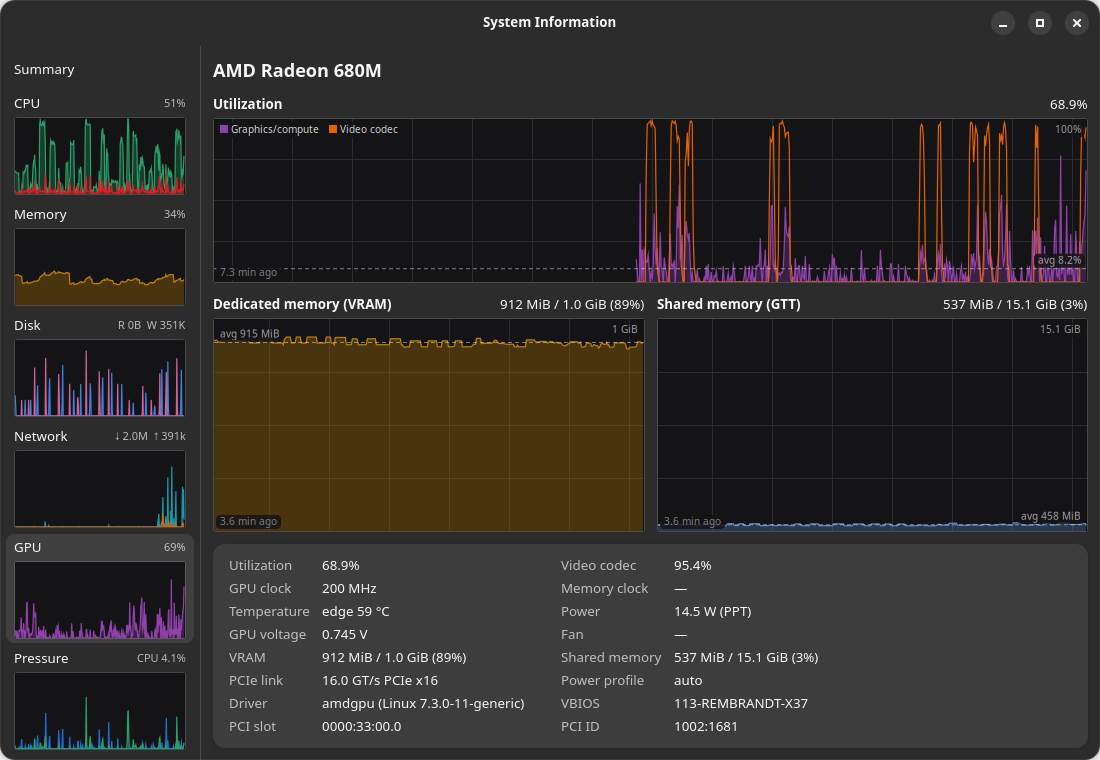 System Information
Summary
CPU 51%
Memory 34%
Disk R 0B W 351K
Network ↓2.0M ↑391k
GPU 69%
Pressure CPU 4.1%
AMD Radeon 680M
Utilization 68.9%
Graphics/compute Video codec 100%
7.3 min ago avg 8.2%
Dedicated memory (VRAM) 912 MiB / 1.0 GiB (89%)
avg 915 MiB 1 GiB
3.6 min ago
Shared memory (GTT) 537 MiB / 15.1 GiB (3%)
15.1 GiB
3.6 min ago avg 458 MiB
Utilization 68.9% Video codec 95.4%
GPU clock 200 MHz Memory clock —
Temperature edge 59 °C Power 14.5 W (PPT)
GPU voltage 0.745 V Fan —
VRAM 912 MiB / 1.0 GiB (89%) Shared memory 537 MiB / 15.1 GiB (3%)
PCIe link 16.0 GT/s PCIe x16 Power profile auto
Driver amdgpu (Linux 7.3.0-11-generic) VBIOS 113-REMBRANDT-X37
PCI slot 0000:33:00.0 PCI ID 1002:1681